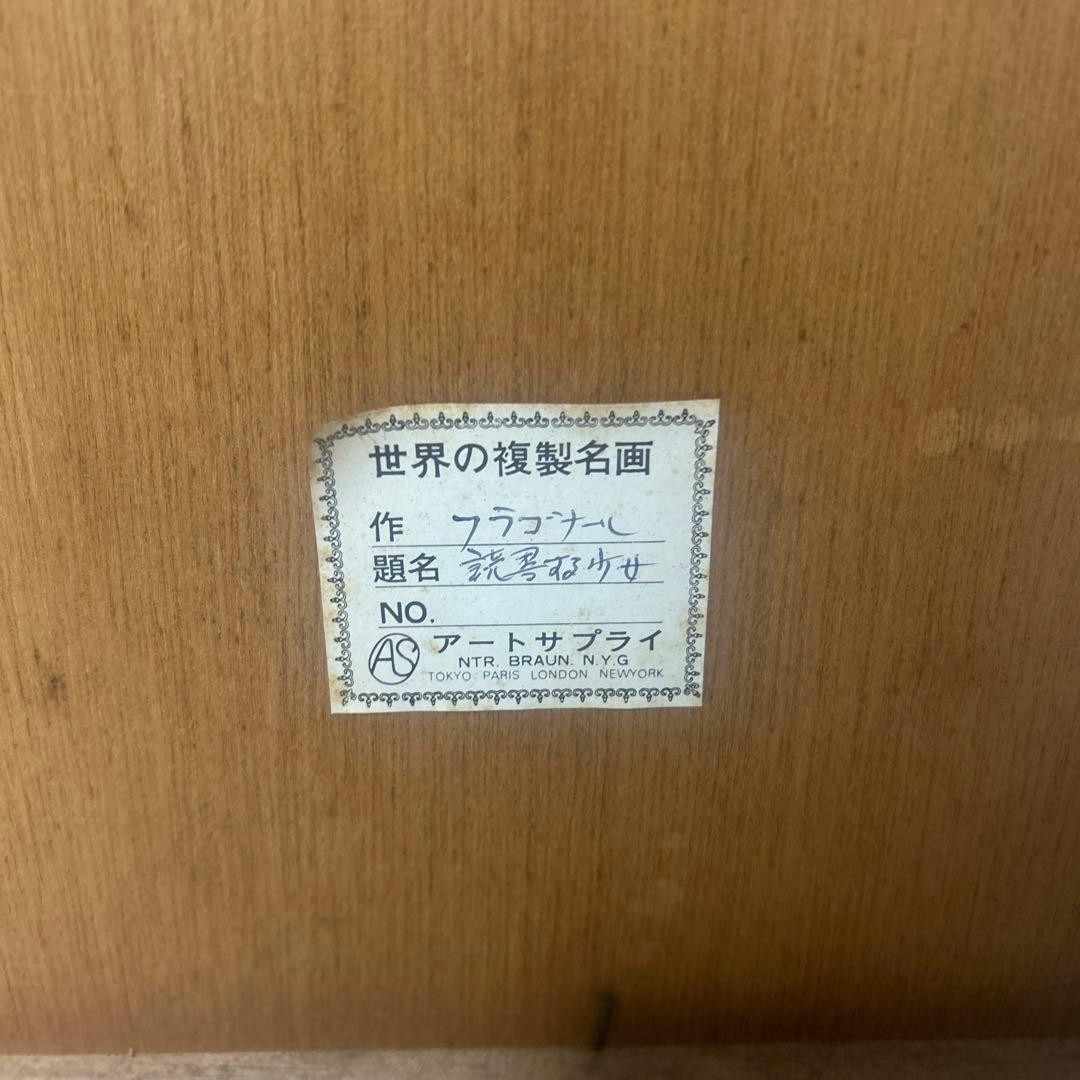 世界の複製名画
作 フラゴナール
題名 読書する少女
NO.
AS アートサプライ
NTR. BRAUN. N.Y.G
TOKYO PARIS LONDON NEWYORK